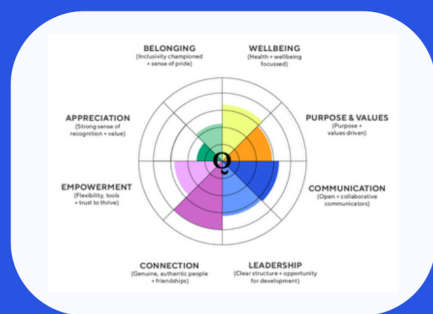 BELONGING
(Inclusivity championed
+ sense of pride)
WELLBEING
(Health + wellbeing
focussed)
PURPOSE & VALUES
(Purpose +
values driven)
COMMUNICATION
(Open + collaborative
communicators)
LEADERSHIP
(Clear structure + opportunity
for development)
CONNECTION
(Genuine, authentic people
+ friendships)
EMPOWERMENT
(Flexibility, tools
+ trust to thrive)
APPRECIATION
(Strong sense of
recognition + value)